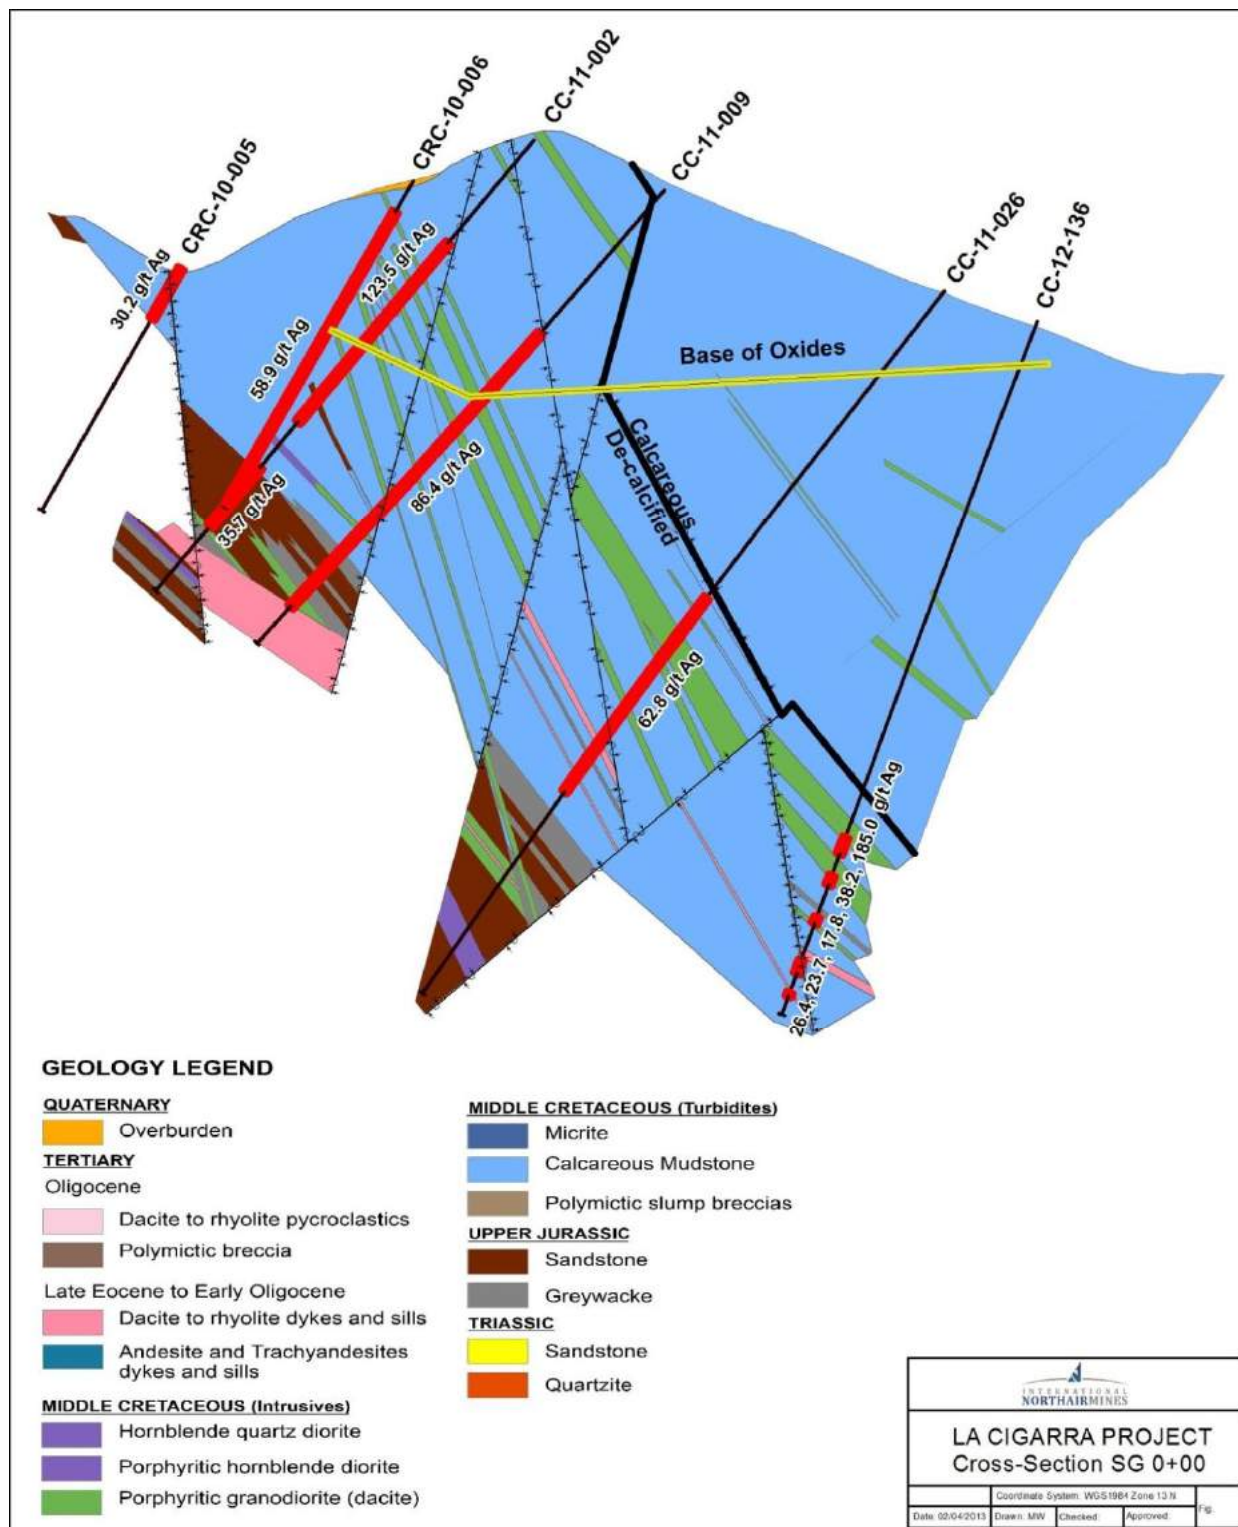 CRC-10-005
CRC-10-006
CC-11-002
CC-11-009
CC-11-026
CC-12-136
30.2 g/t Ag
58.9 g/t Ag
123.5 g/t Ag
35.7 g/t Ag
86.4 g/t Ag
62.8 g/t Ag
26.4, 23.7, 17.8, 38.2, 185.0 g/t Ag
Base of Oxides
Calcareous
De-calcified
GEOLOGY LEGEND
QUATERNARY
Overburden
TERTIARY
Oligocene
Dacite to rhyolite pycroclastics
Polymictic breccia
Late Eocene to Early Oligocene
Dacite to rhyolite dykes and sills
Andesite and Trachyandesites
dykes and sills
MIDDLE CRETACEOUS (Intrusives)
Hornblende quartz diorite
Porphyritic hornblende diorite
Porphyritic granodiorite (dacite)
MIDDLE CRETACEOUS (Turbidites)
Micrite
Calcareous Mudstone
Polymictic slump breccias
UPPER JURASSIC
Sandstone
Greywacke
TRIASSIC
Sandstone
Quartzite
INTERNATIONAL
NORTHAIRMINES
LA CIGARRA PROJECT
Cross-Section SG 0+00
Coordinate System: WGS1984 Zone 13 N
Date: 02/04/2013 Drawn: MW Checked: Approved: Fig.